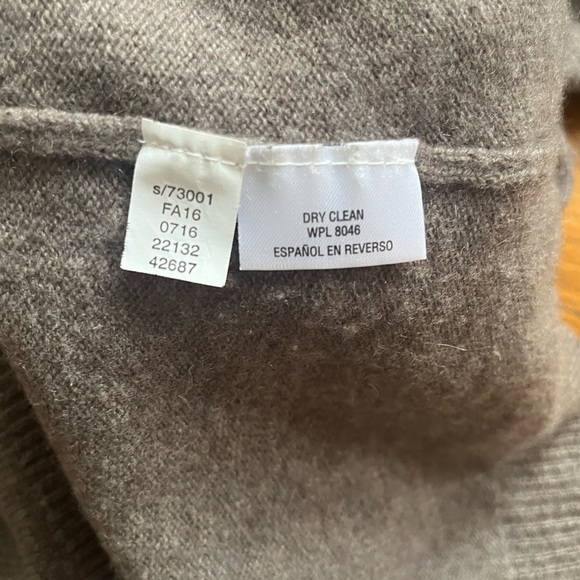 s/73001
FA16
0716
22132
42687
DRY CLEAN
WPL 8046
ESPAÑOL EN REVERSO